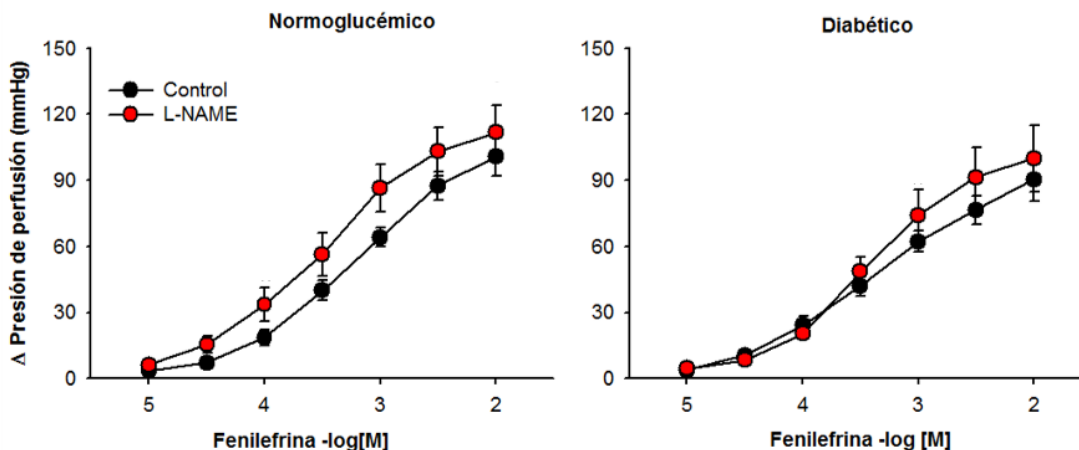 Normoglucémico
Diabético
Δ Presión de perfusión (mmHg)
150
120
90
60
30
0
Control
L-NAME
5
4
3
2
Fenilefrina -log[M]
150
120
90
60
30
0
5
4
3
2
Fenilefrina -log [M]